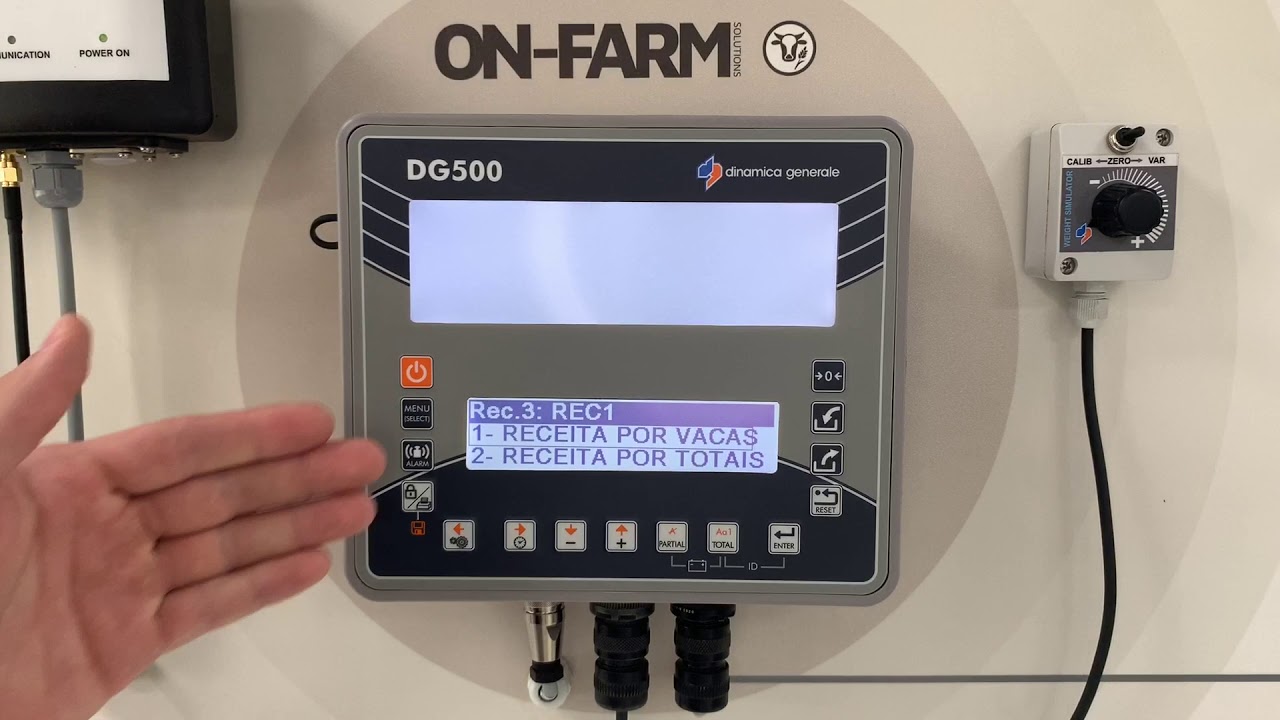 POWER ON
ON-FARM
SOLUTIONS
DG500
dinamica generale
CALIB ZERO VAR
WEIGHT SIMULATOR
- +
MENU
(SELECT)
ALARM
Rec.3: REC1
1- RECEITA POR VACAS
2- RECEITA POR TOTAIS
→0←
RESET
-
+
PARTIAL
Aa1
TOTAL
ENTER
ID